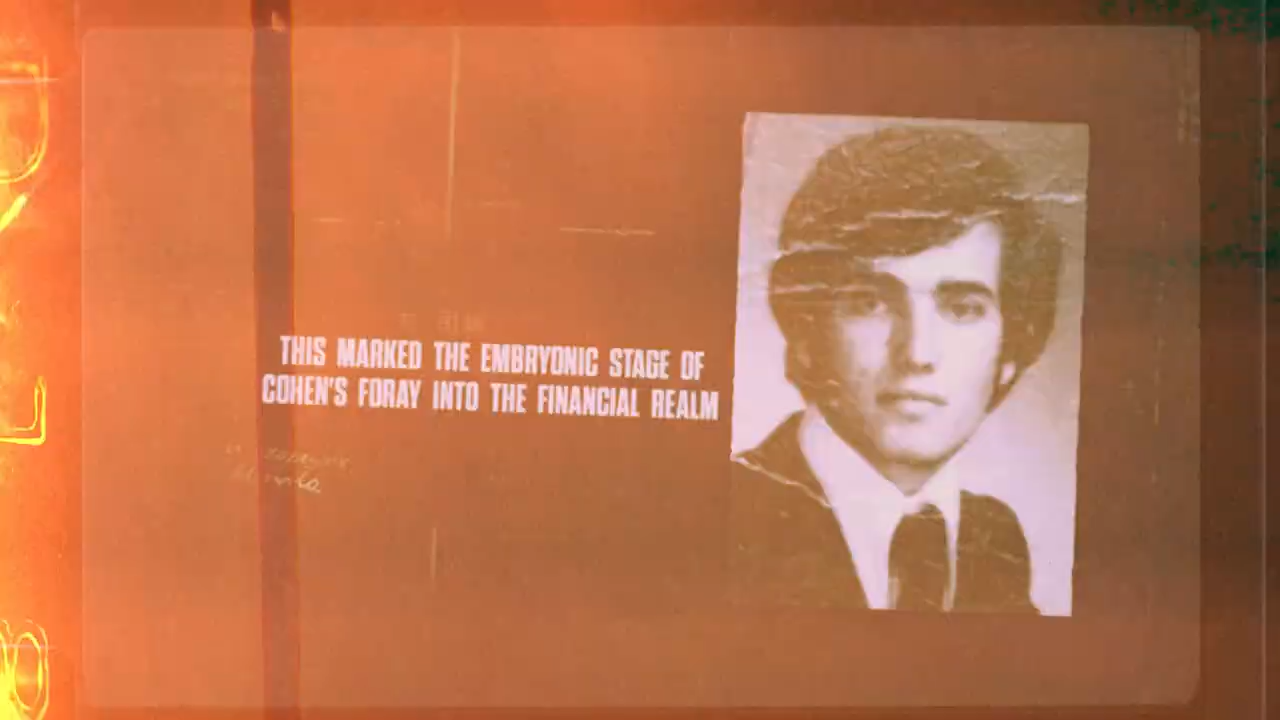 THIS MARKED THE EMBRYONIC STAGE OF
COHEN'S FORAY INTO THE FINANCIAL REALM